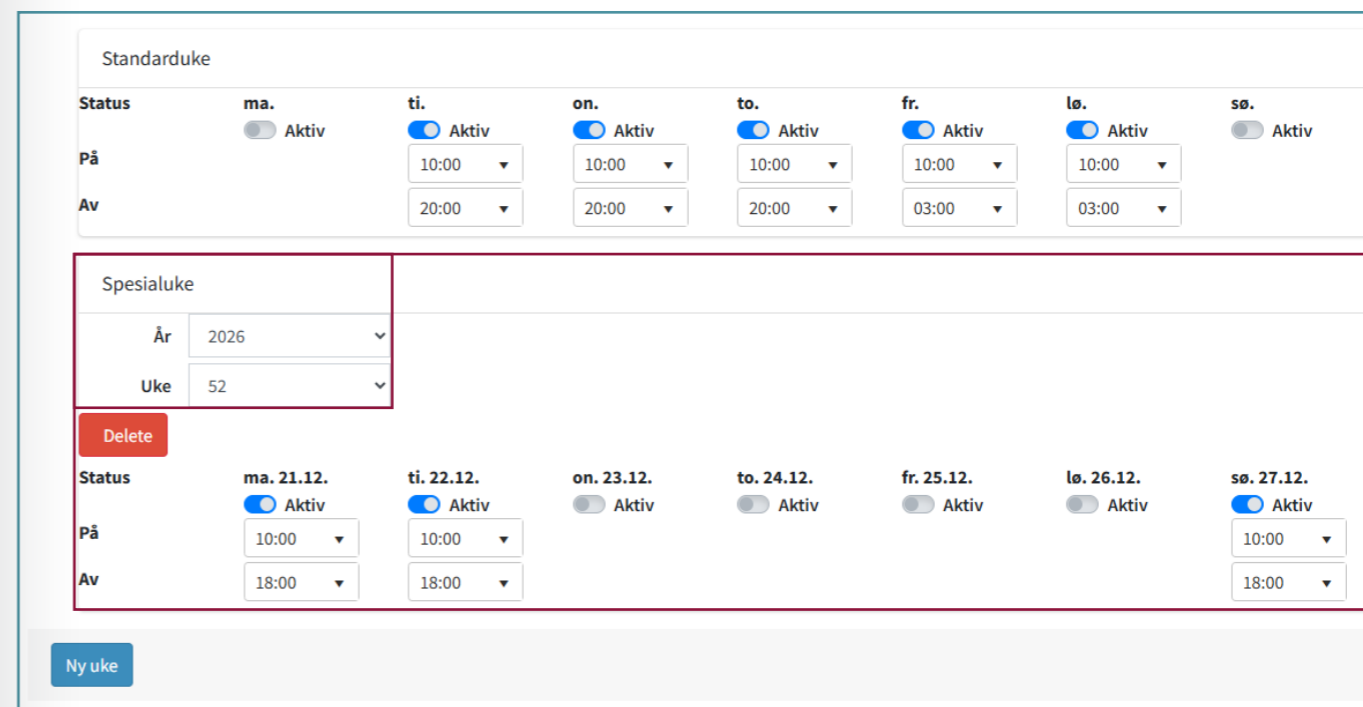 Standarduke
Status ma. ti. on. to. fr. lø. sø.
Aktiv Aktiv Aktiv Aktiv Aktiv Aktiv Aktiv
På 10:00 10:00 10:00 10:00 10:00
Av 20:00 20:00 20:00 03:00 03:00
Spesialuke
År 2026
Uke 52
Delete
Status ma. 21.12. ti. 22.12. on. 23.12. to. 24.12. fr. 25.12. lø. 26.12. sø. 27.12.
Aktiv Aktiv Aktiv Aktiv Aktiv Aktiv Aktiv
På 10:00 10:00 10:00
Av 18:00 18:00 18:00
Ny uke